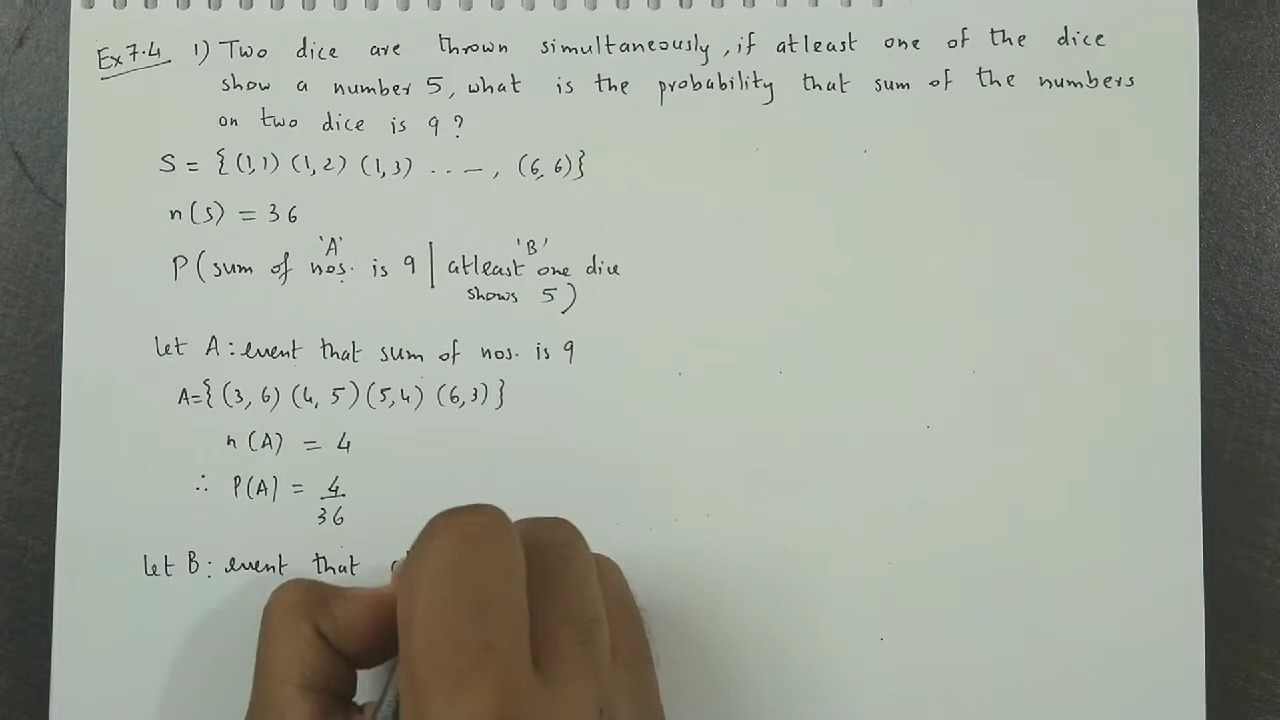 Ex 7.4 1) Two dice are thrown simultaneously, if atleast one of the dice
show a number 5, what is the probability that sum of the numbers
on two dice is 9?
S = {(1,1) (1,2) (1,3) ..-, (6,6)}
n(s) = 36
'A' 'B'
P(sum of nos. is 9 | atleast one dice
shows 5)
Let A: event that sum of nos. is 9
A={(3,6) (4,5) (5,4) (6,3)}
n(A) = 4
∴ P(A) = 4
36
Let B: event that